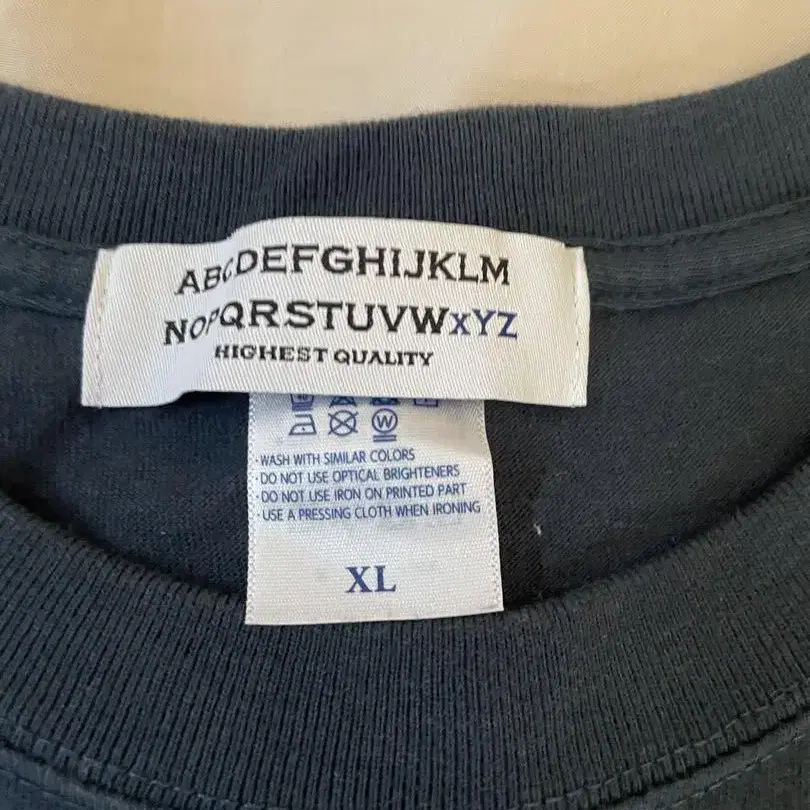 ABCDEFGHIJKLM
NOPQRSTUVWxYZ
HIGHEST QUALITY
W
·WASH WITH SIMILAR COLORS
·DO NOT USE OPTICAL BRIGHTENERS
·DO NOT USE IRON ON PRINTED PART
·USE A PRESSING CLOTH WHEN IRONING
XL